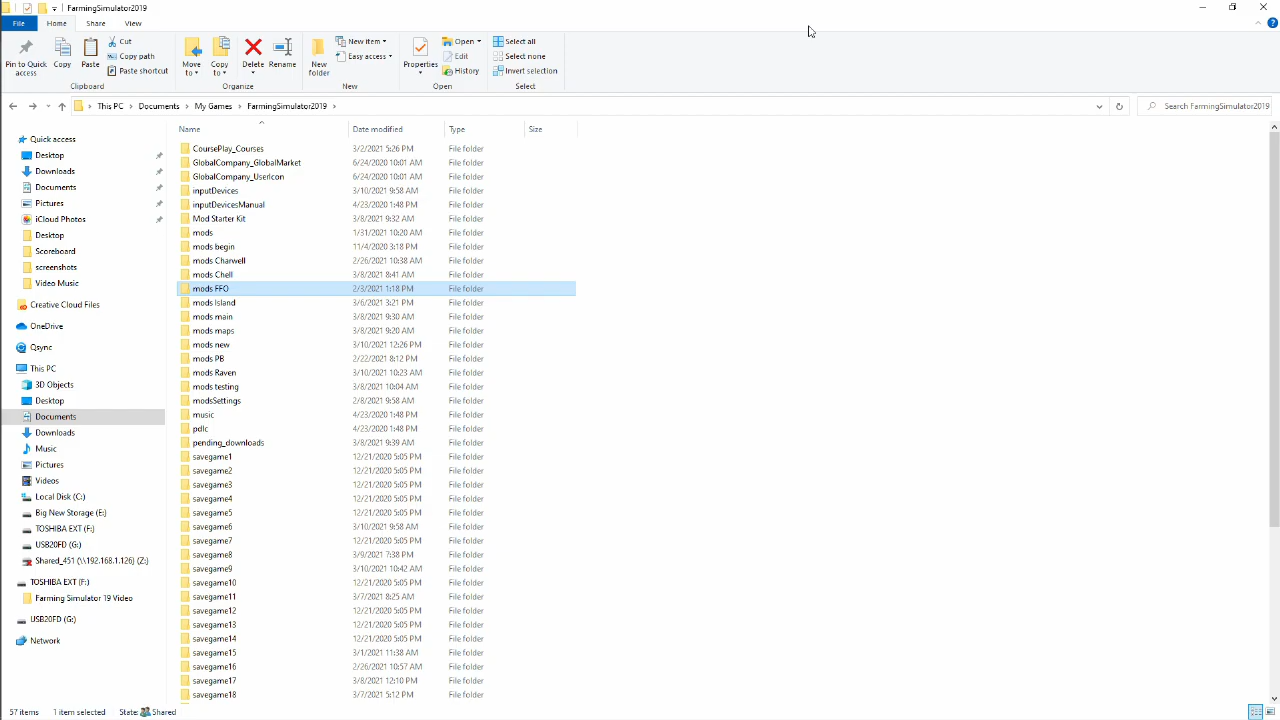 FarmingSimulator2019
File Home Share View
Pin to Quick access
Copy
Paste
Cut
Copy path
Paste shortcut
Clipboard
Move to
Copy to
Delete
Rename
Organize
New folder
New item
Easy access
New
Properties
Open
Edit
History
Open
Select all
Select none
Invert selection
Select
This PC > Documents > My Games > FarmingSimulator2019 >
Search FarmingSimulator2019
Quick access
Desktop
Downloads
Documents
Pictures
iCloud Photos
Desktop
Scoreboard
screenshots
Video Music
Creative Cloud Files
OneDrive
Qsync
This PC
3D Objects
Desktop
Documents
Downloads
Music
Pictures
Videos
Local Disk (C:)
Big New Storage (E:)
TOSHIBA EXT (F:)
USB20FD (G:)
Shared_451 (\\192.168.1.126) (Z:)
TOSHIBA EXT (F:)
Farming Simulator 19 Video
USB20FD (G:)
Network
Name Date modified Type Size
CoursePlay_Courses 3/2/2021 5:26 PM File folder
GlobalCompany_GlobalMarket 6/24/2020 10:01 AM File folder
GlobalCompany_UserIcon 6/24/2020 10:01 AM File folder
inputDevices 3/10/2021 9:58 AM File folder
inputDevicesManual 4/23/2020 1:48 PM File folder
Mod Starter Kit 3/8/2021 9:32 AM File folder
mods 1/31/2021 10:20 AM File folder
mods begin 11/4/2020 3:18 PM File folder
mods Charwell 2/26/2021 10:38 AM File folder
mods Chell 3/8/2021 8:41 AM File folder
mods FFO 2/3/2021 1:18 PM File folder
mods Island 3/6/2021 3:21 PM File folder
mods main 3/8/2021 9:30 AM File folder
mods maps 3/8/2021 9:20 AM File folder
mods new 3/10/2021 12:26 PM File folder
mods PB 2/22/2021 8:12 PM File folder
mods Raven 3/10/2021 10:23 AM File folder
mods testing 3/8/2021 10:04 AM File folder
modsSettings 2/8/2021 9:58 AM File folder
music 4/23/2020 1:48 PM File folder
pdlc 4/23/2020 1:48 PM File folder
pending_downloads 3/8/2021 9:39 AM File folder
savegame1 12/21/2020 5:05 PM File folder
savegame2 12/21/2020 5:05 PM File folder
savegame3 12/21/2020 5:05 PM File folder
savegame4 12/21/2020 5:05 PM File folder
savegame5 12/21/2020 5:05 PM File folder
savegame6 3/10/2021 9:58 AM File folder
savegame7 12/21/2020 5:05 PM File folder
savegame8 3/9/2021 7:38 PM File folder
savegame9 3/10/2021 10:42 AM File folder
savegame10 12/21/2020 5:05 PM File folder
savegame11 3/7/2021 8:25 AM File folder
savegame12 12/21/2020 5:05 PM File folder
savegame13 12/21/2020 5:05 PM File folder
savegame14 12/21/2020 5:05 PM File folder
savegame15 3/1/2021 11:38 AM File folder
savegame16 2/26/2021 10:57 AM File folder
savegame17 3/8/2021 12:10 PM File folder
savegame18 3/7/2021 5:12 PM File folder
57 items 1 item selected State: Shared